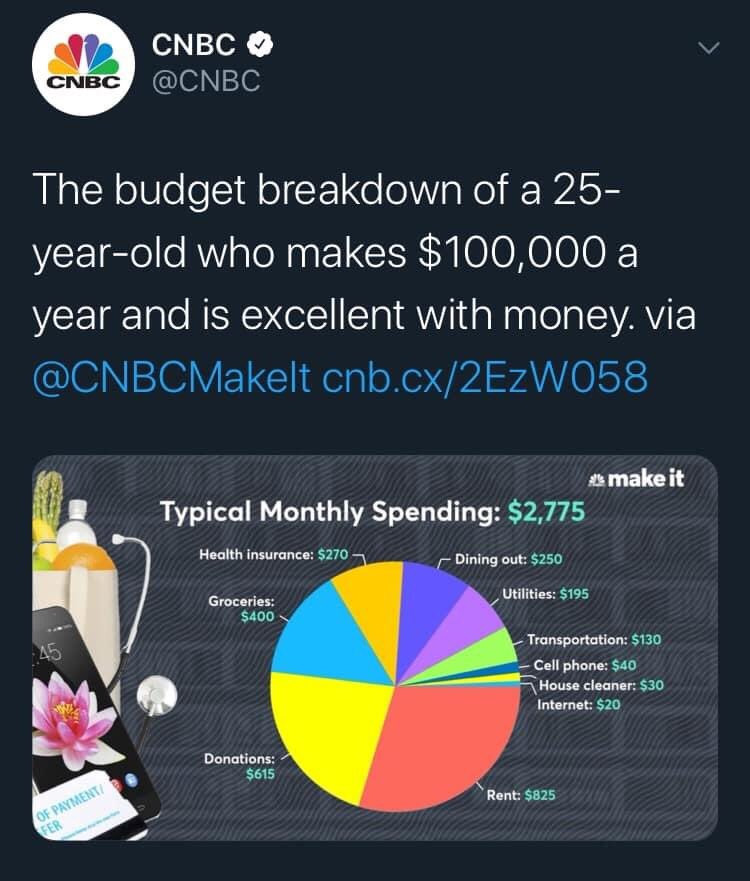 CNBC
CNBC
@CNBC
The budget breakdown of a 25-
year-old who makes $100,000 a
year and is excellent with money. via
@CNBCMakeIt cnb.cx/2EzW058
make it
Typical Monthly Spending: $2,775
Health insurance: $270
Dining out: $250
Utilities: $195
Groceries:
$400
Transportation: $130
Cell phone: $40
House cleaner: $30
Internet: $20
Donations:
$615
Rent: $825
:45
OF PAYMENT/
FER